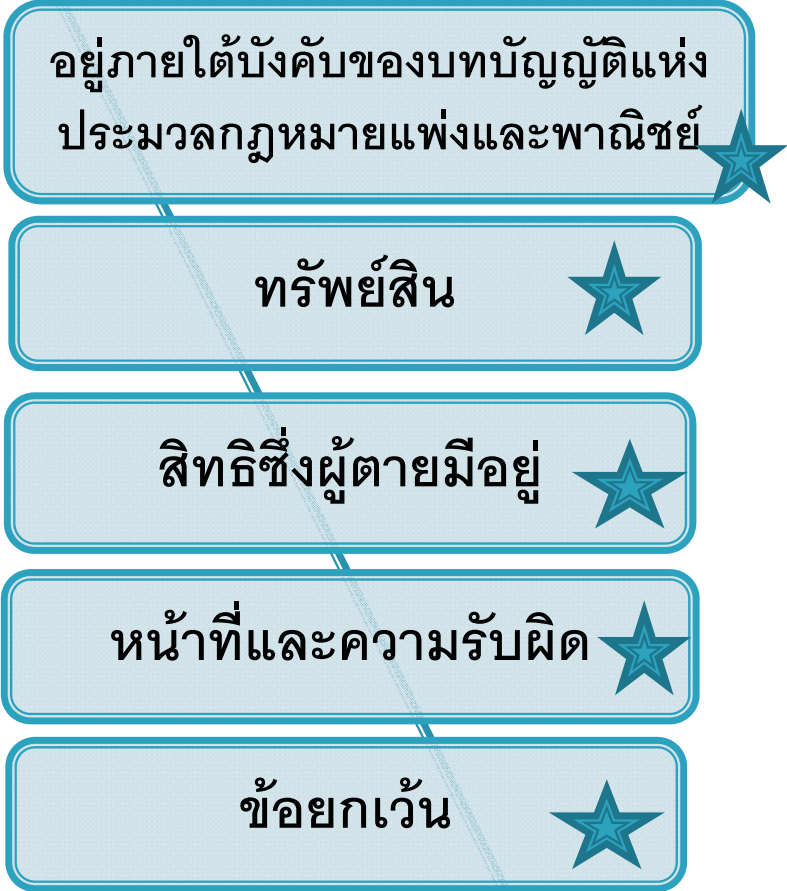 อยู่ภายใต้บังคับของบทบัญญัติแห่ง
ประมวลกฎหมายแพ่งและพาณิชย์
ทรัพย์สิน
สิทธิซึ่งผู้ตายมีอยู่
หน้าที่และความรับผิด
ข้อยกเว้น